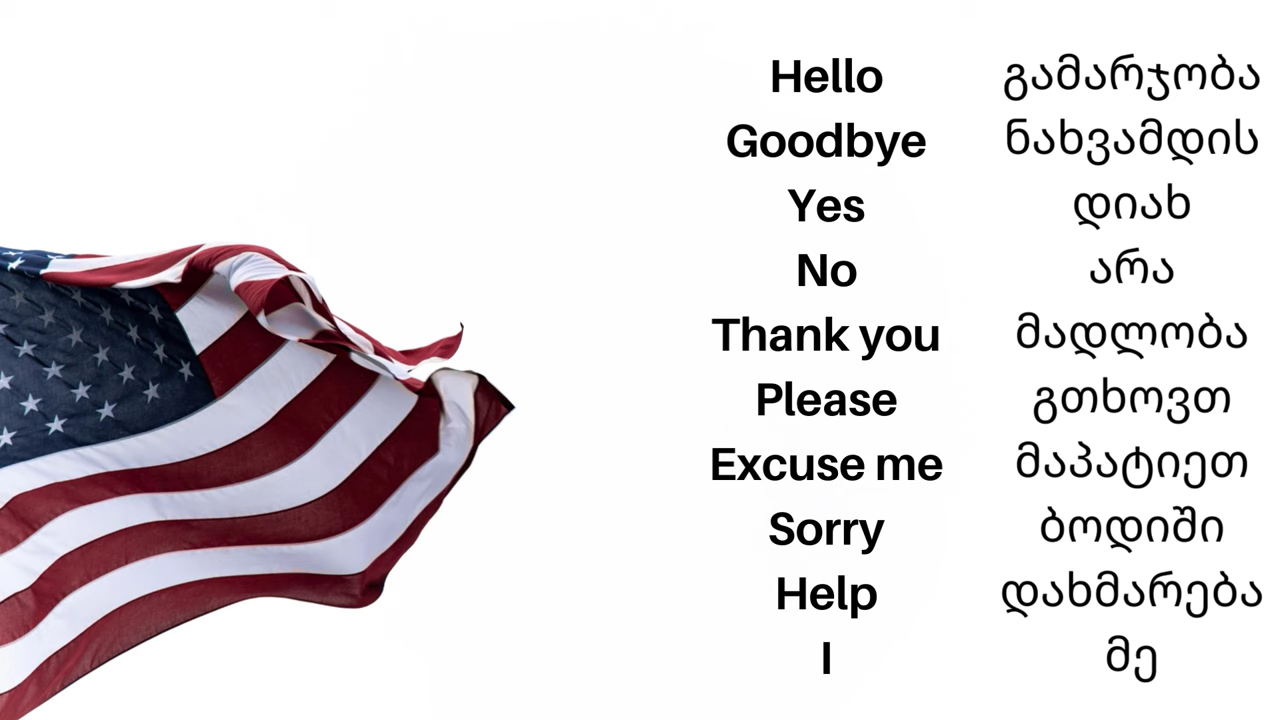 Hello გამარჯობა
Goodbye ნახვამდის
Yes დიახ
No არა
Thank you მადლობა
Please გთხოვთ
Excuse me მაპატიეთ
Sorry ბოდიში
Help დახმარება
I მე